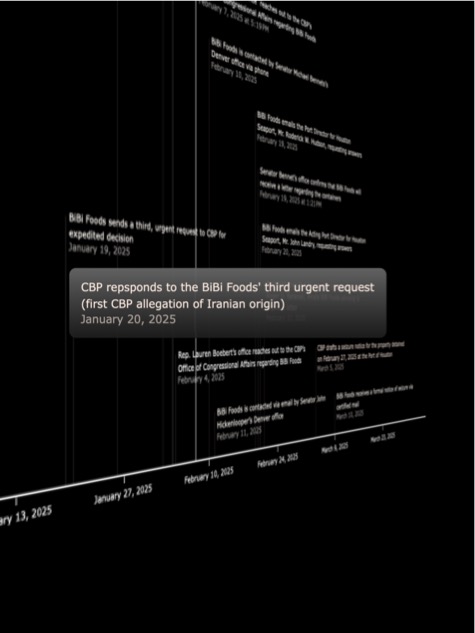 reaches out to the CBP's
Congressional Affairs regarding BiBi Foods
February 7, 2025 at 5:19PM
BiBi Foods is contacted by Senator Michael Bennet's
Denver office via phone
February 10, 2025
BiBi Foods emails the Port Director for Houston
Seaport, Mr. Roderick W. Hudson, requesting answers
February 19, 2025
Senator Bennet's office confirms that BiBi Foods will
receive a letter regarding the containers
February 19, 2025 at 1:21PM
BiBi Foods sends a third, urgent request to CBP for
expedited decision
January 19, 2025
BiBi Foods emails the Acting Port Director for Houston
Seaport, Mr. John Landry, requesting answers
February 20, 2025
CBP repsponds to the BiBi Foods' third urgent request
(first CBP allegation of Iranian origin)
January 20, 2025
Rep. Lauren Boebert's office reaches out to the CBP's
Office of Congressional Affairs regarding BiBi Foods
February 4, 2025
CBP drafts a seizure notice for the property detained
on February 27, 2025 at the Port of Houston
March 5, 2025
BiBi Foods is contacted via email by Senator John
Hickenlooper's Denver office
February 11, 2025
BiBi Foods receives a formal notice of seizure via
certified mail
ary 13, 2025
January 27, 2025
February 10, 2025
February 24, 2025
March 9, 2025
March 23, 2025